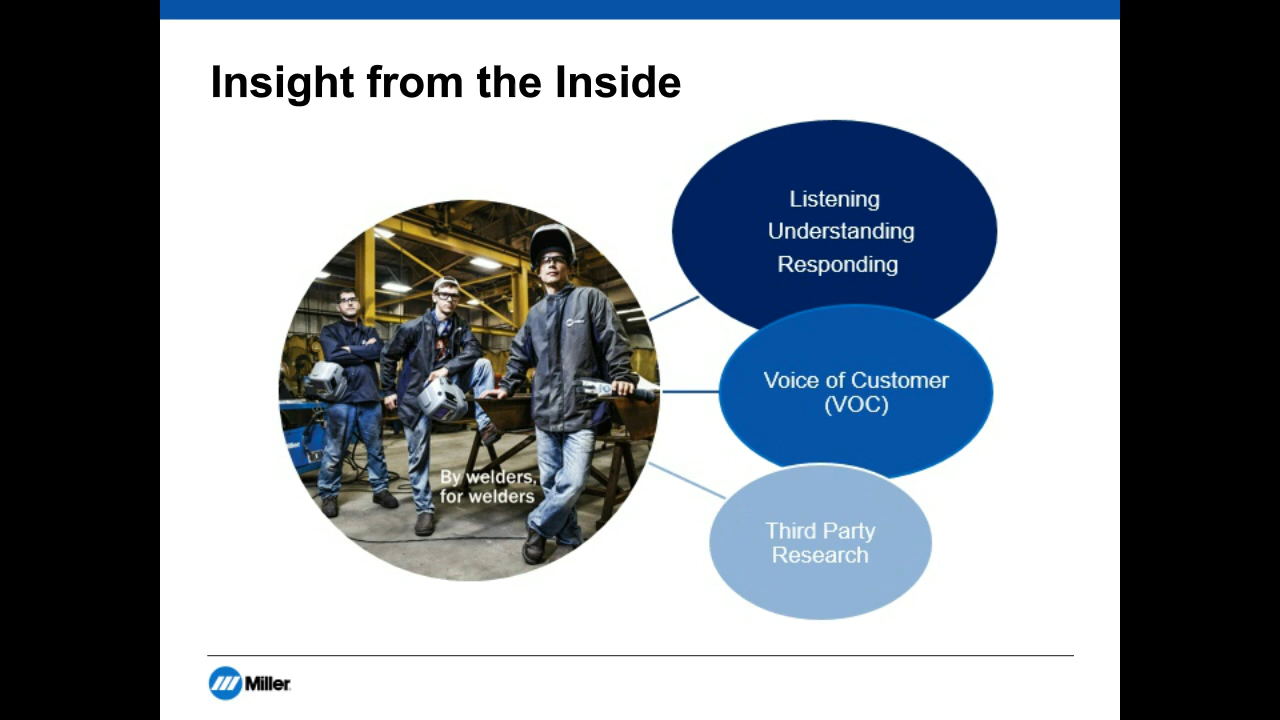 Insight from the Inside
Listening
Understanding
Responding
Voice of Customer
(VOC)
By welders,
for welders
Third Party
Research
Miller